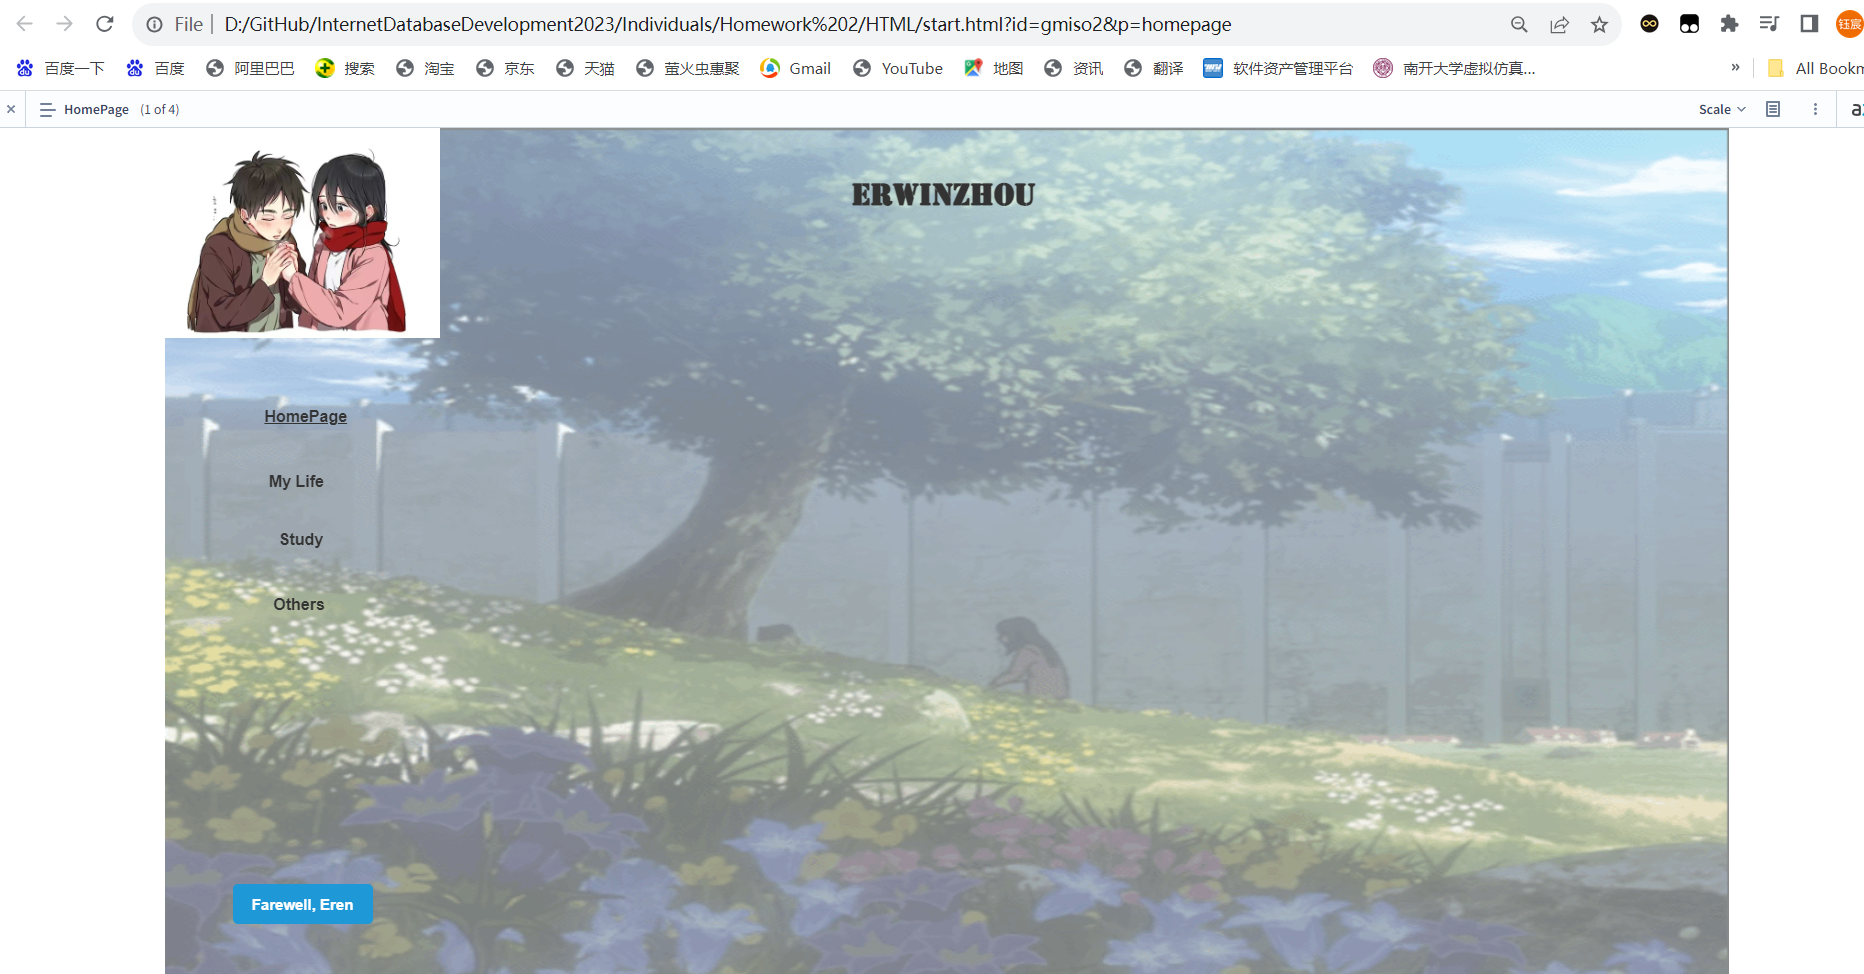 File D:/GitHub/InternetDatabaseDevelopment2023/Individuals/Homework%202/HTML/start.html?id=gmiso2&p=homepage 钰宸
百度一下 百度 阿里巴巴 搜索 淘宝 京东 天猫 萤火虫惠聚 Gmail YouTube 地图 资讯 翻译 软件资产管理平台 南开大学虚拟仿真... » All Bookm
HomePage (1 of 4) Scale
ERWINZHOU
HomePage
My Life
Study
Others
Farewell, Eren